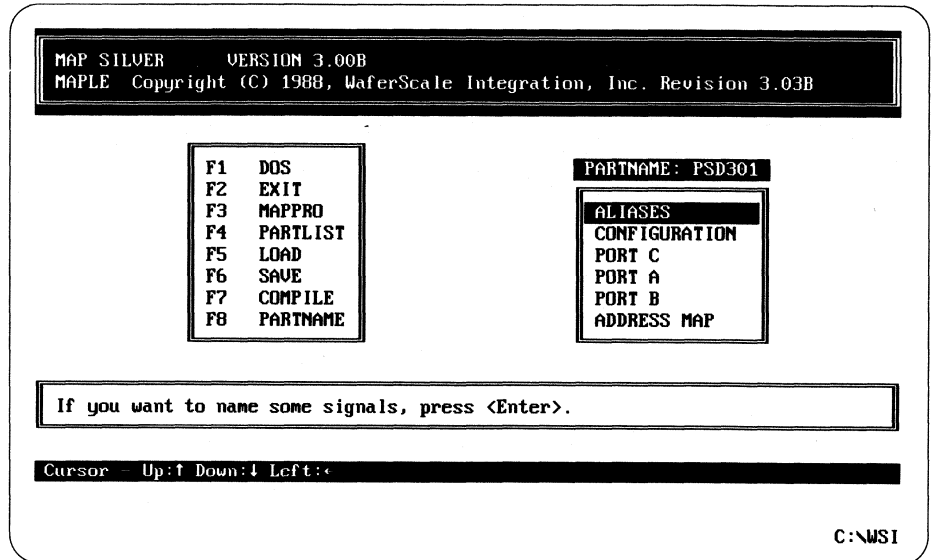 MAP SILVER VERSION 3.00B
MAPLE Copyright (C) 1988, WaferScale Integration, Inc. Revision 3.03B
F1 DOS
F2 EXIT
F3 MAPPRO
F4 PARTLIST
F5 LOAD
F6 SAVE
F7 COMPILE
F8 PARTNAME
PARTNAME: PSD301
ALIASES
CONFIGURATION
PORT C
PORT A
PORT B
ADDRESS MAP
If you want to name some signals, press <Enter>.
Cursor - Up:↑ Down:↓ Left:←
C:\WSI